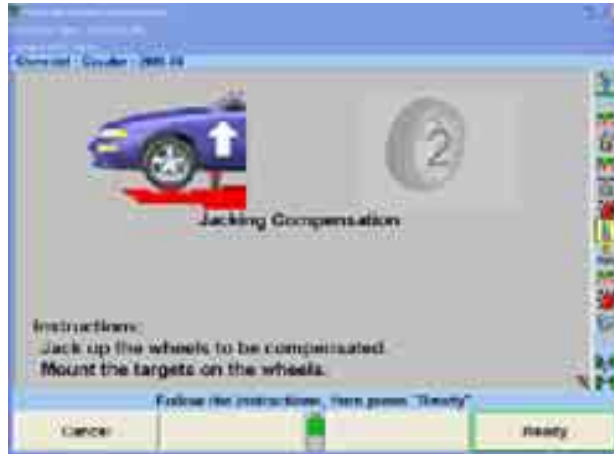 2
Jacking Compensation
Instructions:
Jack up the wheels to be compensated.
Mount the targets on the wheels.
Follow the instructions, then press "Ready"
Cancel
Ready